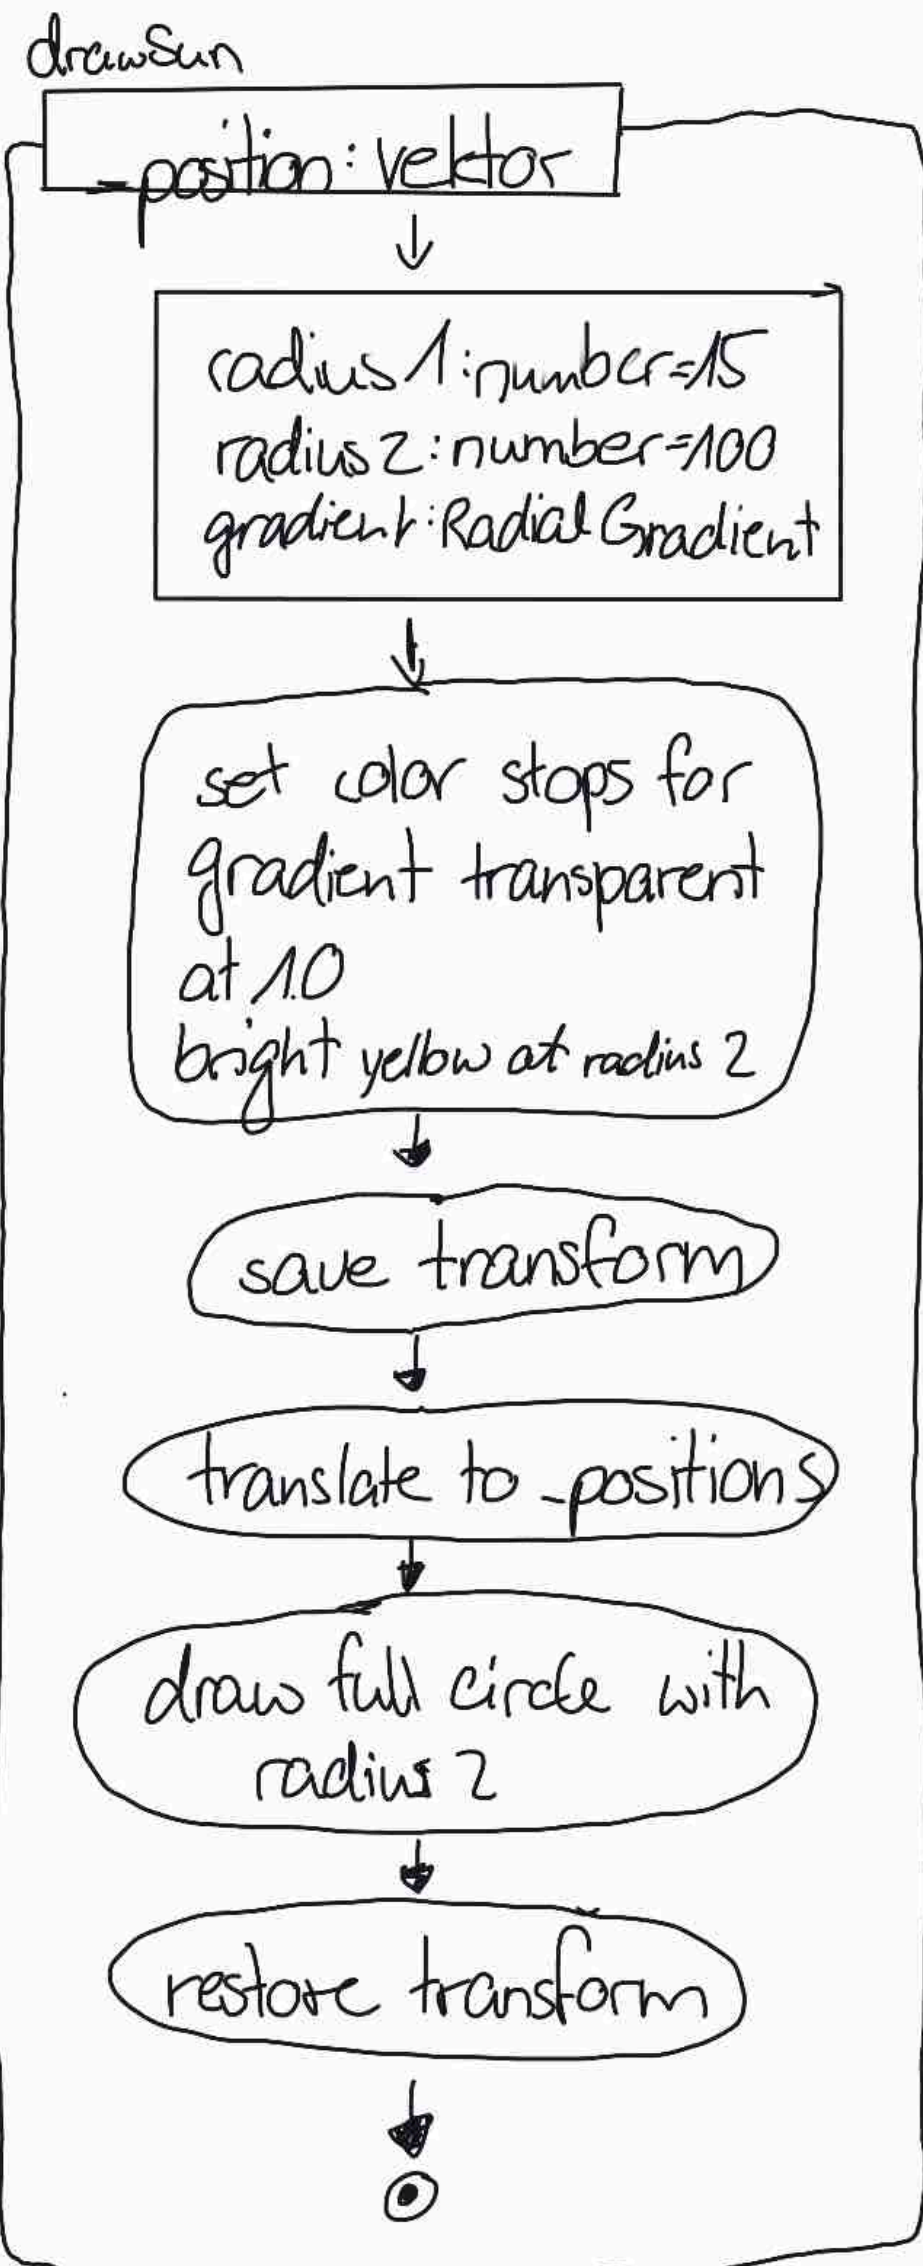 drawSun
_position: Vektor
radius1: number=15
radius2: number=100
gradient: RadialGradient
set color stops for
gradient transparent
at 1.0
bright yellow at radius 2
save transform
translate to _positions
draw full circle with
radius 2
restore transform